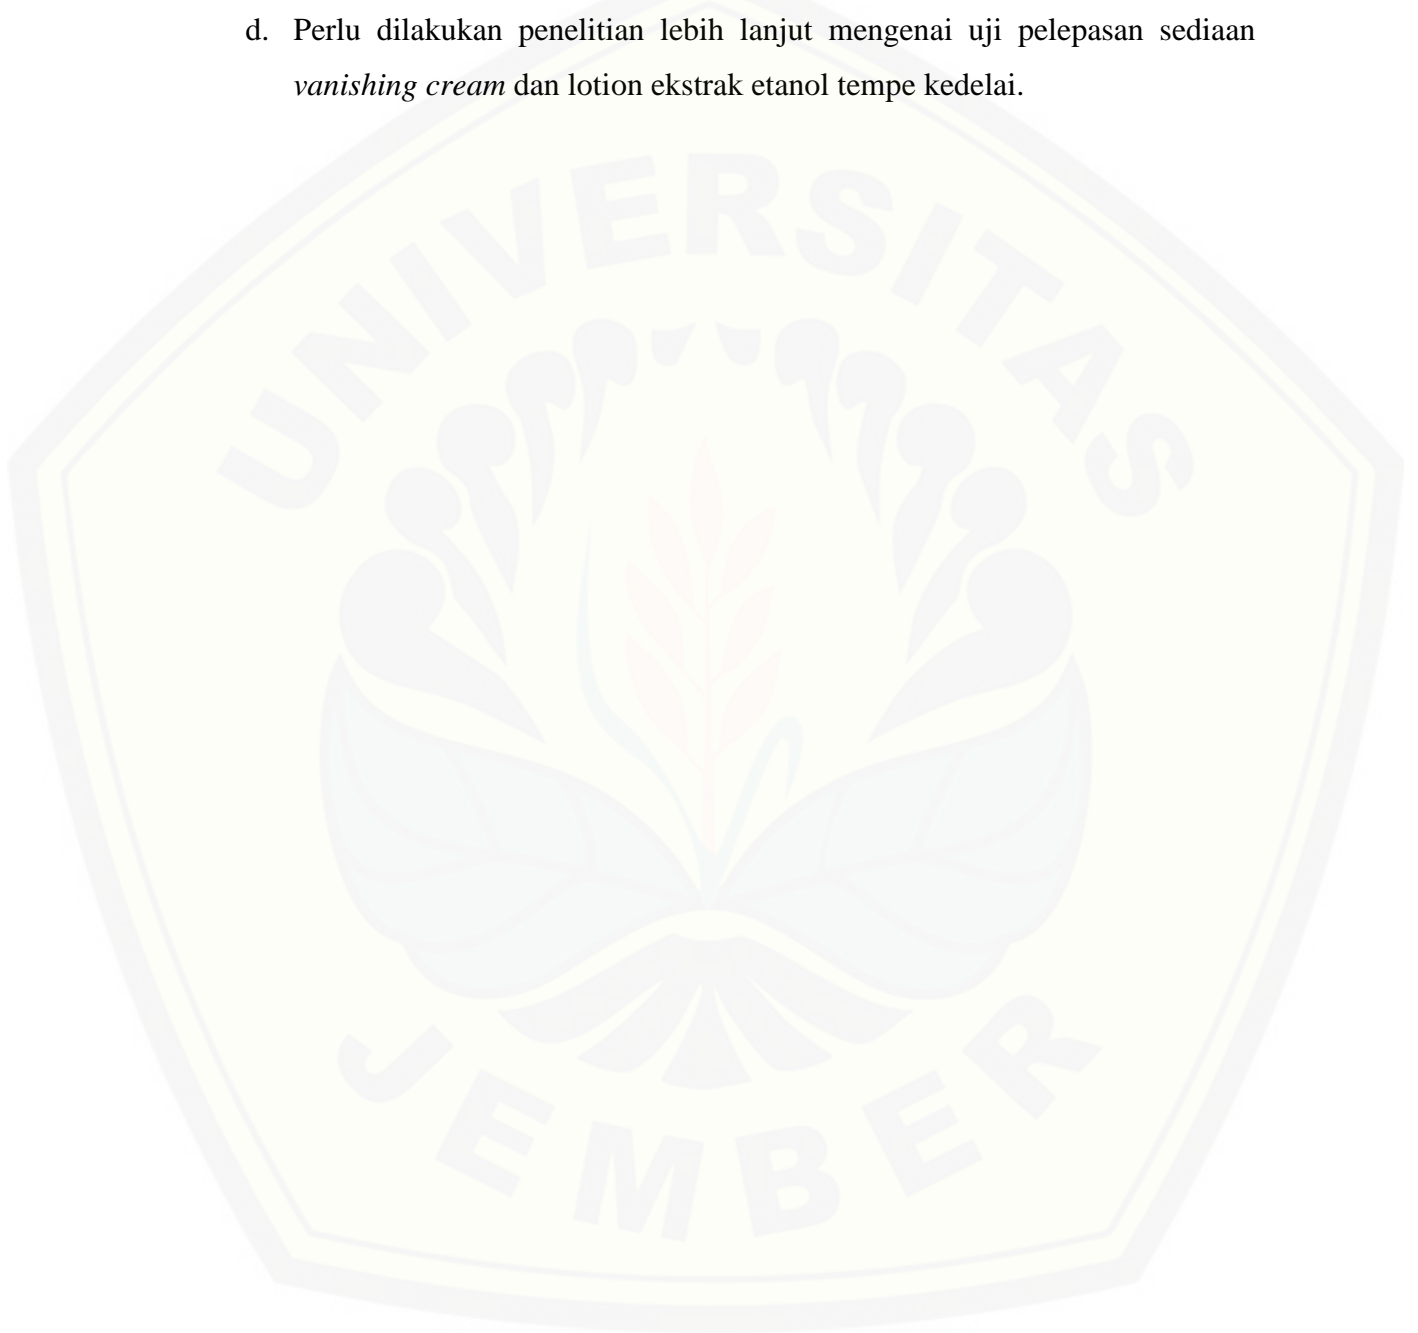 d. Perlu dilakukan penelitian lebih lanjut mengenai uji pelepasan sediaan
vanishing cream dan lotion ekstrak etanol tempe kedelai.
UNIVERSITAS
JEMBER